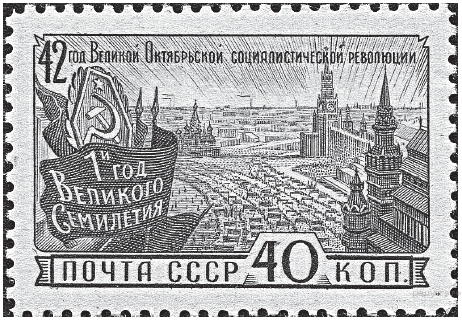 42 год Великой Октябрьской социалистической революции
1й
год
Великого
Семилетия
ПОЧТА СССР 40 КОП.